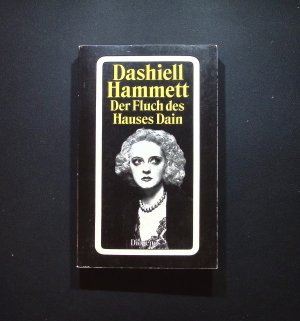 Dashiell
Hammett
Der Fluch des
Hauses Dain
Diogenes